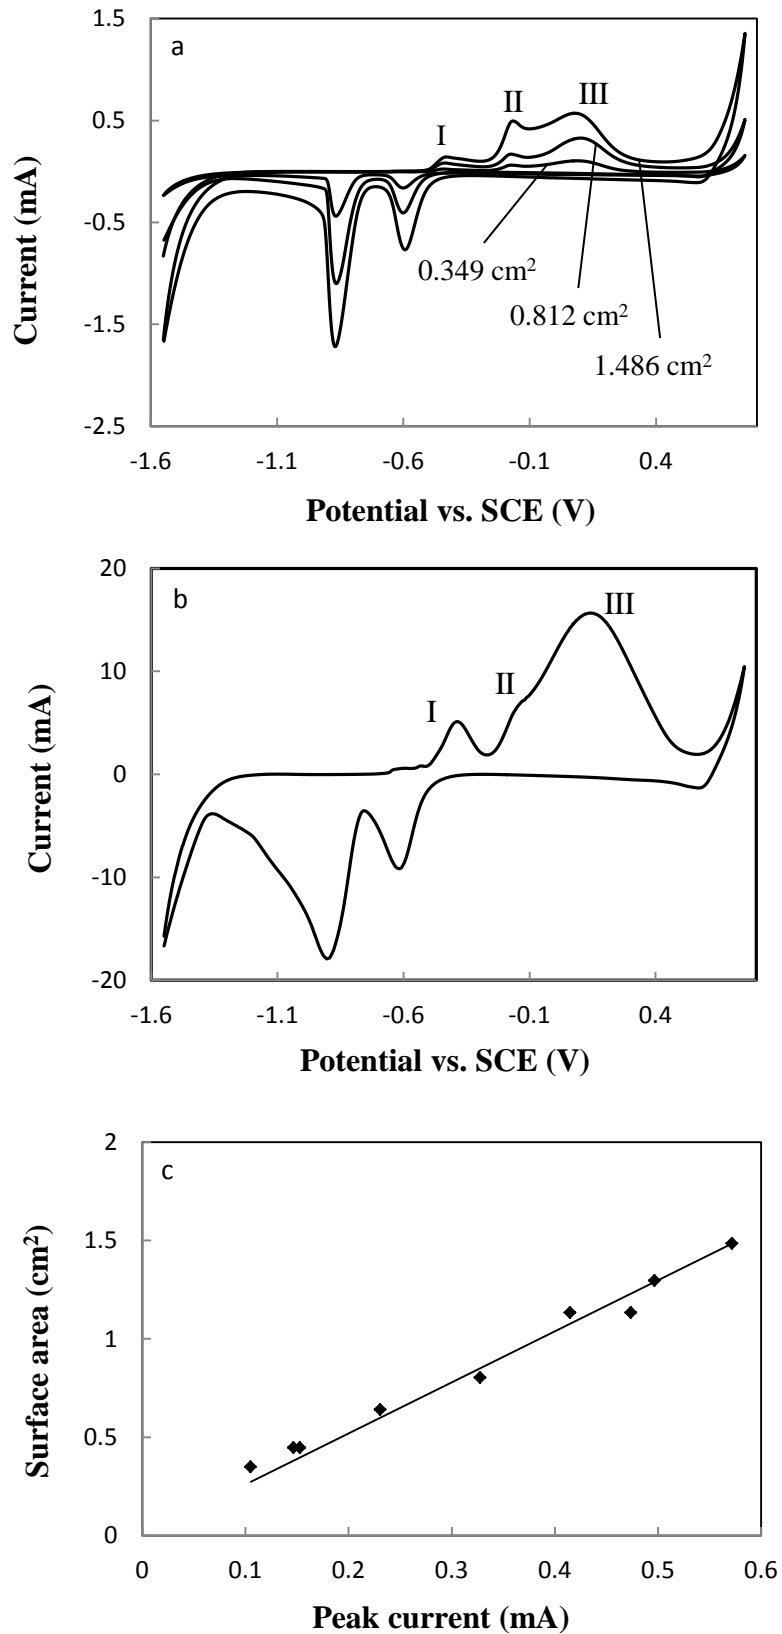 a
1.5
0.5
-0.5
-1.5
-2.5
Current (mA)
I
II
III
0.349 cm²
0.812 cm²
1.486 cm²
-1.6 -1.1 -0.6 -0.1 0.4
Potential vs. SCE (V)
b
20
10
0
-10
-20
Current (mA)
I
II
III
-1.6 -1.1 -0.6 -0.1 0.4
Potential vs. SCE (V)
c
2
1.5
1
0.5
0
Surface area (cm²)
0 0.1 0.2 0.3 0.4 0.5 0.6
Peak current (mA)